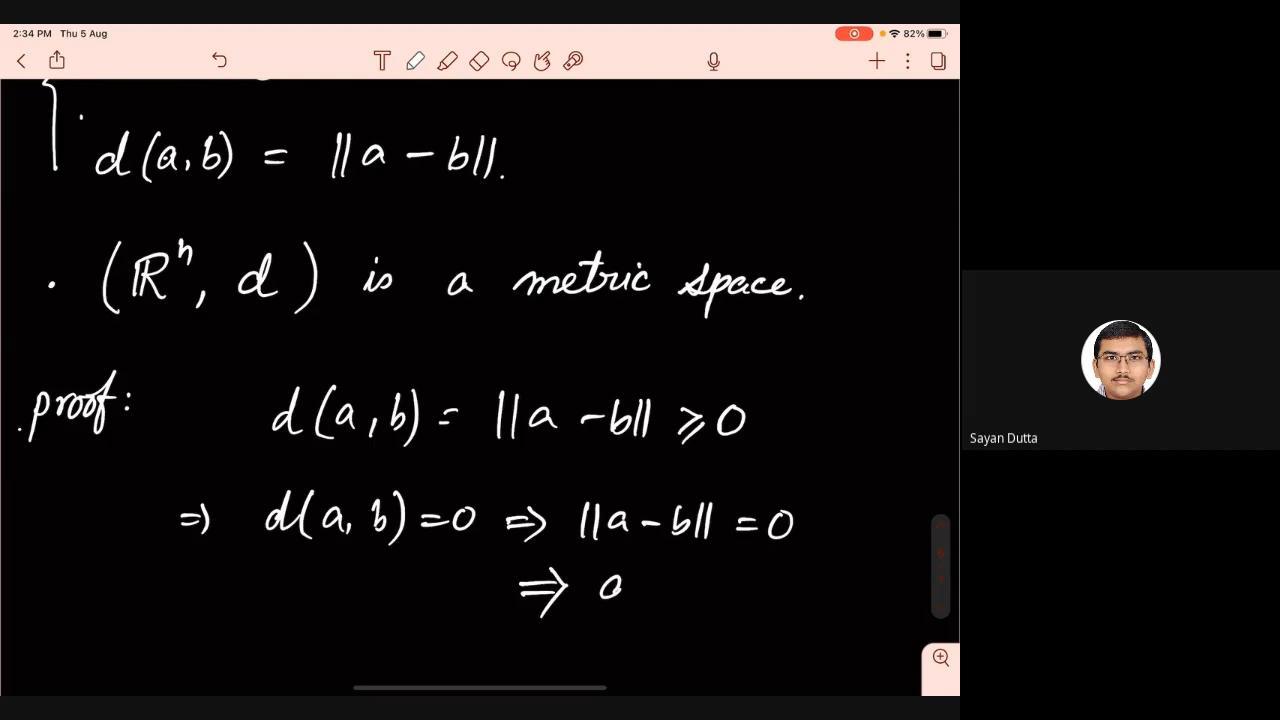 2:34 PM Thu 5 Aug
82%
T
d(a,b) = ||a - b||.
. (ℝⁿ, d) is a metric space.
proof: d(a,b) = ||a - b|| ⩾ 0
⇒ d(a,b) = 0 ⇒ ||a - b|| = 0
⇒ a
Sayan Dutta